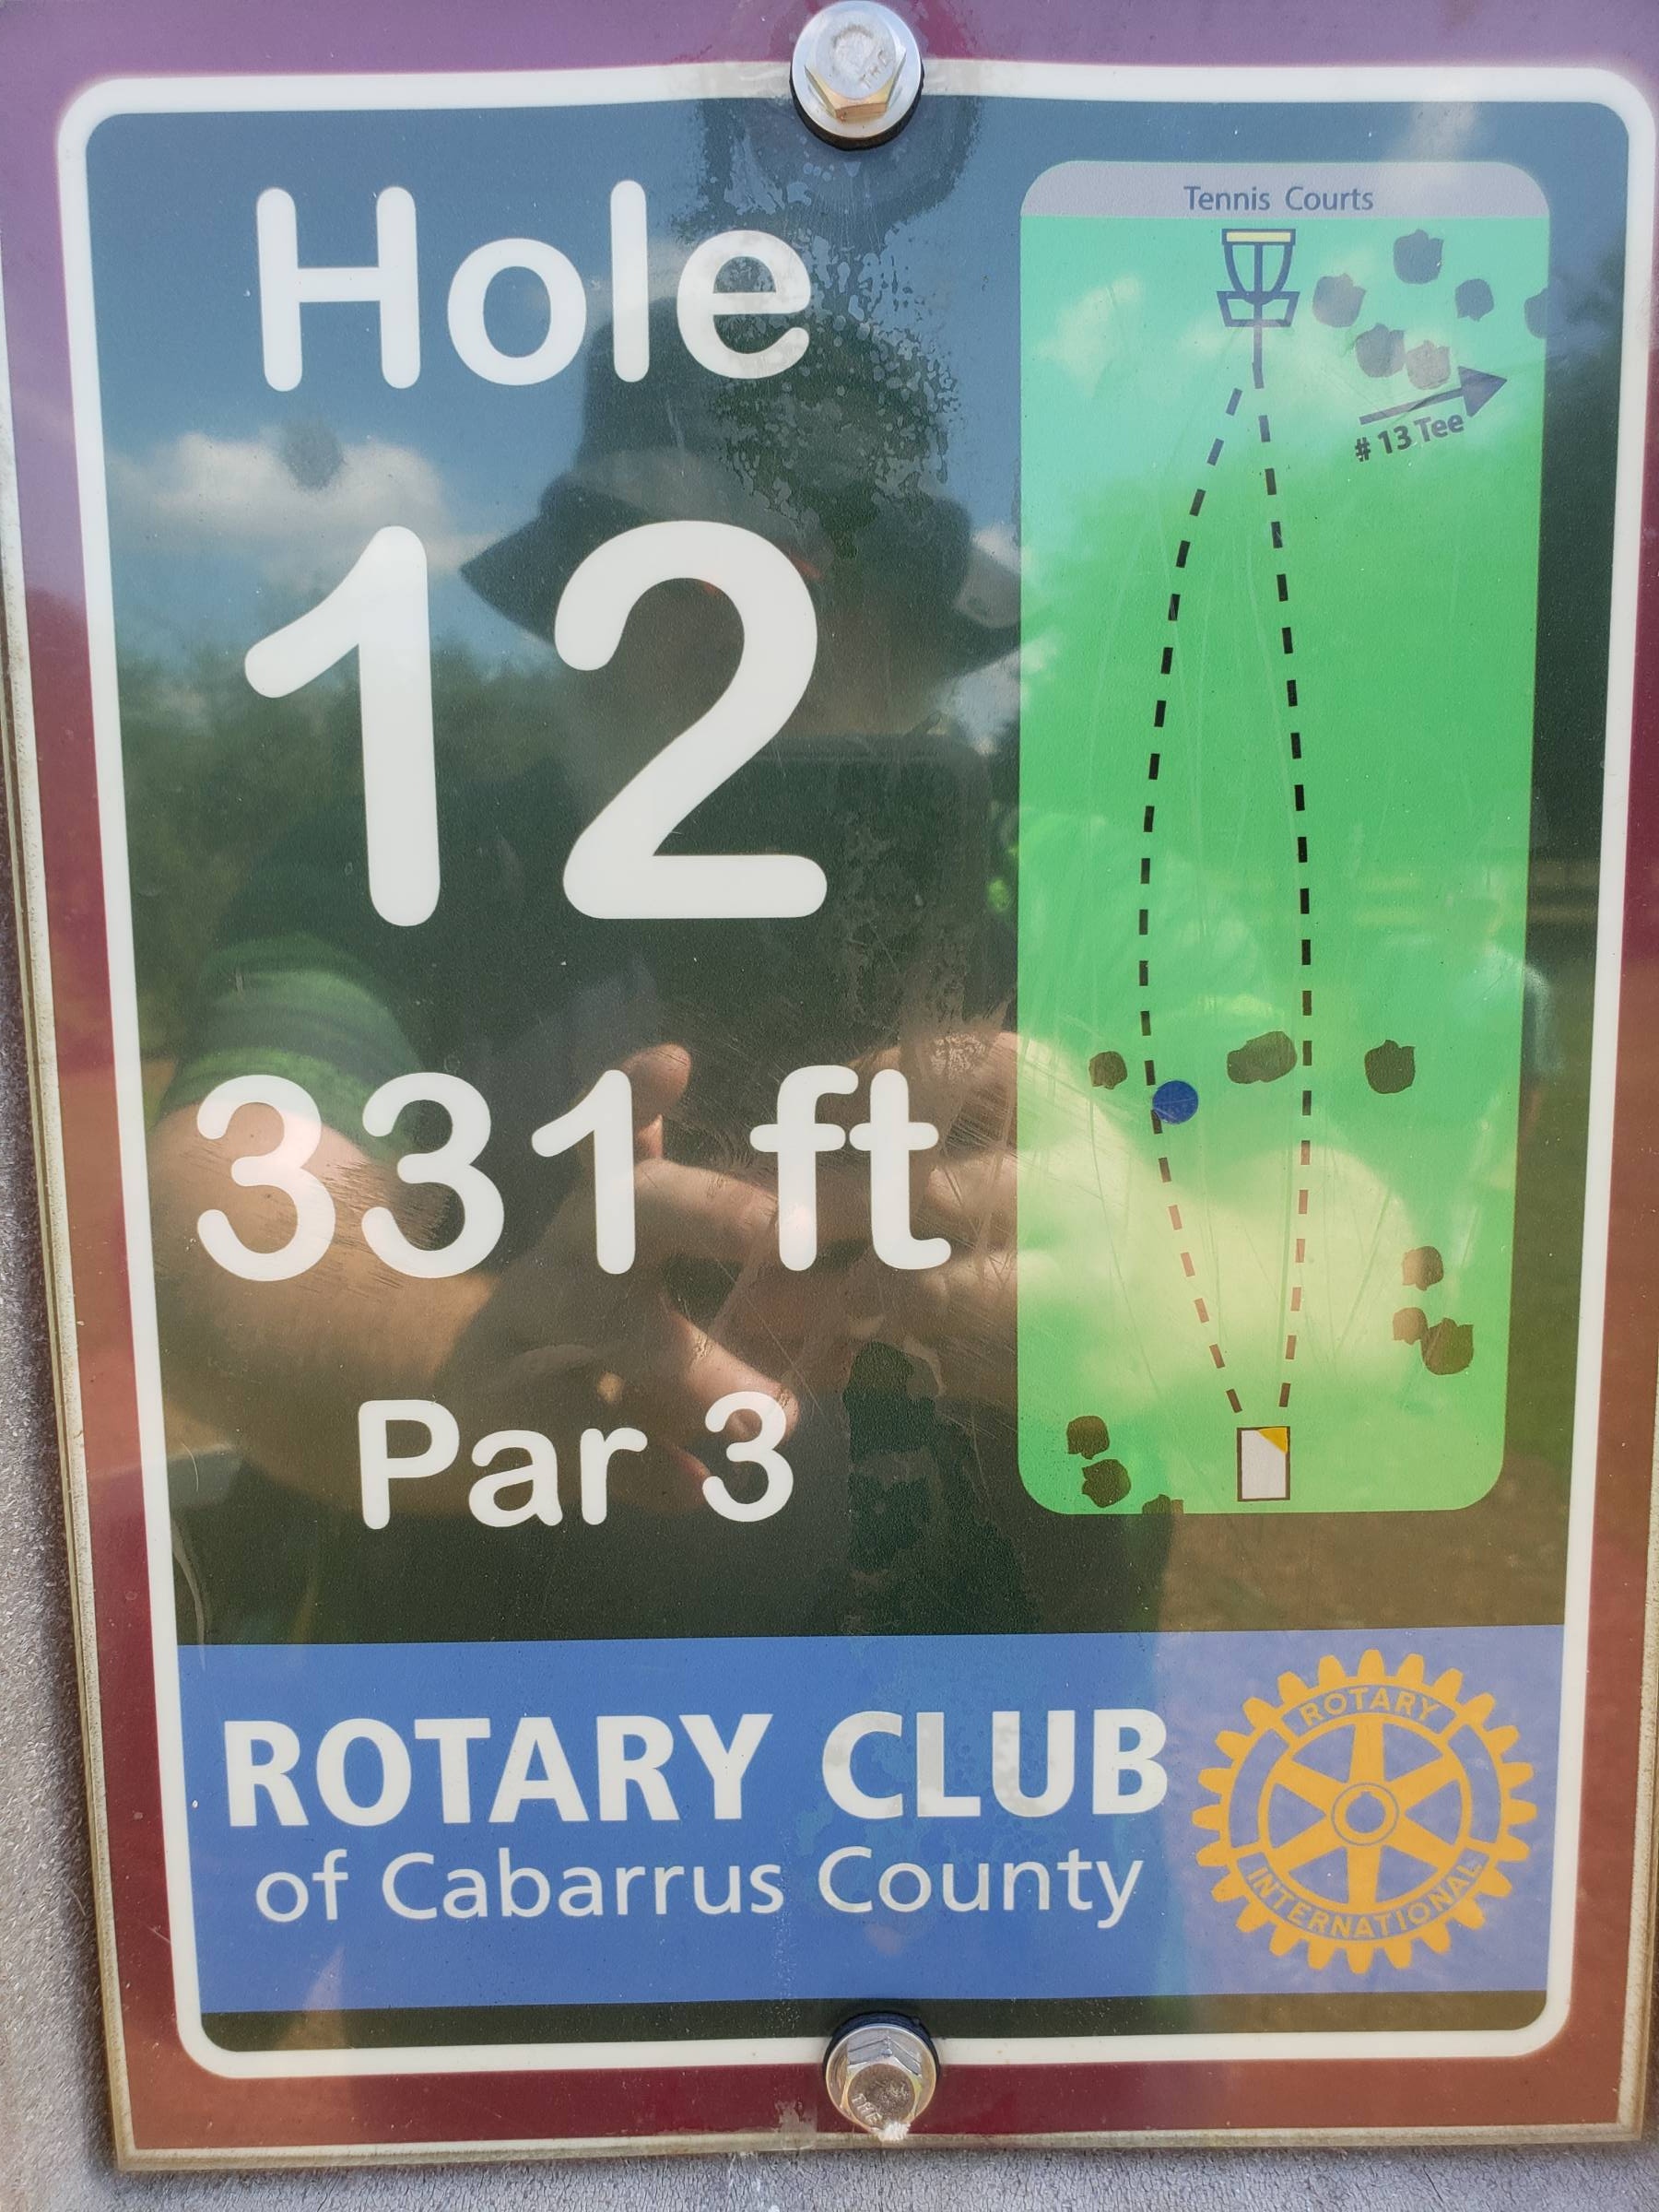 Hole
12
331 ft
Par 3
Tennis Courts
# 13 Tee
ROTARY CLUB
of Cabarrus County
ROTARY
INTERNATIONAL